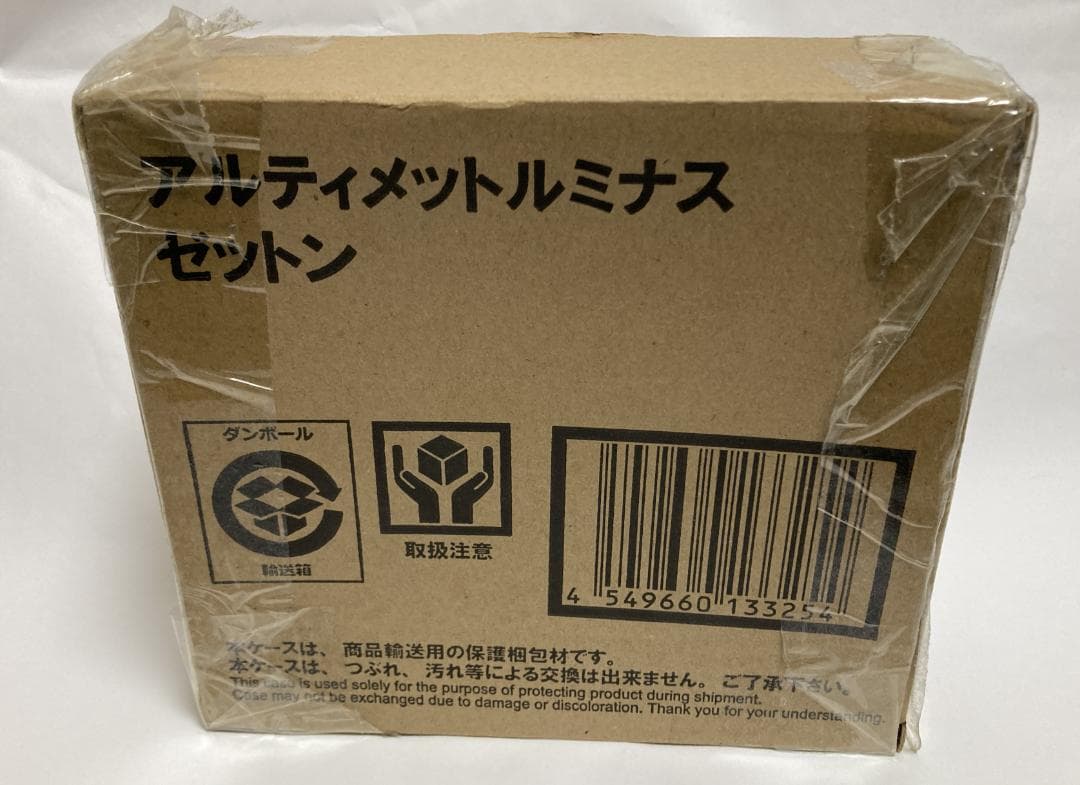 アルティメットルミナス
ゼットン
ダンボール
輸送箱
取扱注意
4 549660 133254
本ケースは、商品輸送用の保護梱包材です。
本ケースは、つぶれ、汚れ等による交換は出来ません。ご了承下さい。
This case is used solely for the purpose of protecting product during shipment.
Case may not be exchanged due to damage or discoloration. Thank you for your understanding.